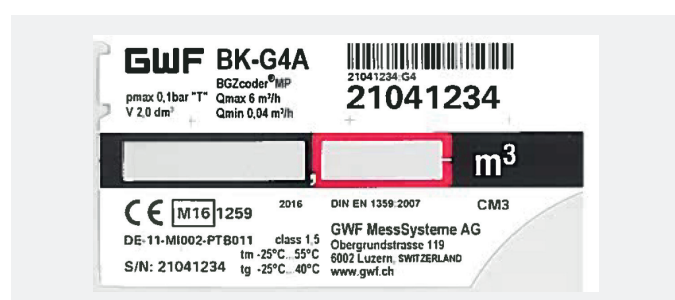 GWF BK-G4A
BGZcoder®MP
pmax 0,1bar "T" Qmax 6 m³/h
V 2,0 dm³ Qmin 0,04 m³/h
21041234 G4
21041234
, m³
CE M16 1259 2016 DIN EN 1359:2007 CM3
DE-11-MI002-PTB011 class 1,5
tm -25°C...55°C
S/N: 21041234 tg -25°C...40°C
GWF MessSysteme AG
Obergrundstrasse 119
6002 Luzern, SWITZERLAND
www.gwf.ch